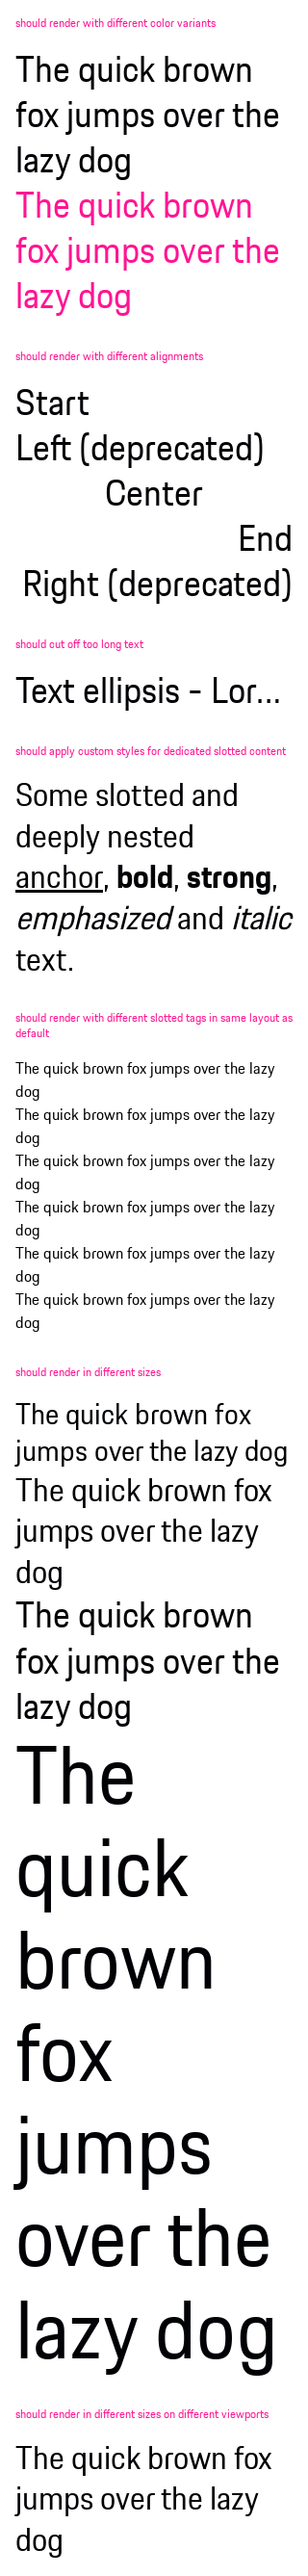 should render with different color variants
The quick brown
fox jumps over the
lazy dog
The quick brown
fox jumps over the
lazy dog
should render with different alignments
Start
Left (deprecated)
Center
End
Right (deprecated)
should cut off too long text
Text ellipsis - Lor...
should apply custom styles for dedicated slotted content
Some slotted and
deeply nested
anchor, bold, strong,
emphasized and italic
text.
should render with different slotted tags in same layout as
default
The quick brown fox jumps over the lazy
dog
The quick brown fox jumps over the lazy
dog
The quick brown fox jumps over the lazy
dog
The quick brown fox jumps over the lazy
dog
The quick brown fox jumps over the lazy
dog
The quick brown fox jumps over the lazy
dog
should render in different sizes
The quick brown fox
jumps over the lazy dog
The quick brown fox
jumps over the lazy
dog
The quick brown
fox jumps over the
lazy dog
The
quick
brown
fox
jumps
over the
lazy dog
should render in different sizes on different viewports
The quick brown fox
jumps over the lazy
dog